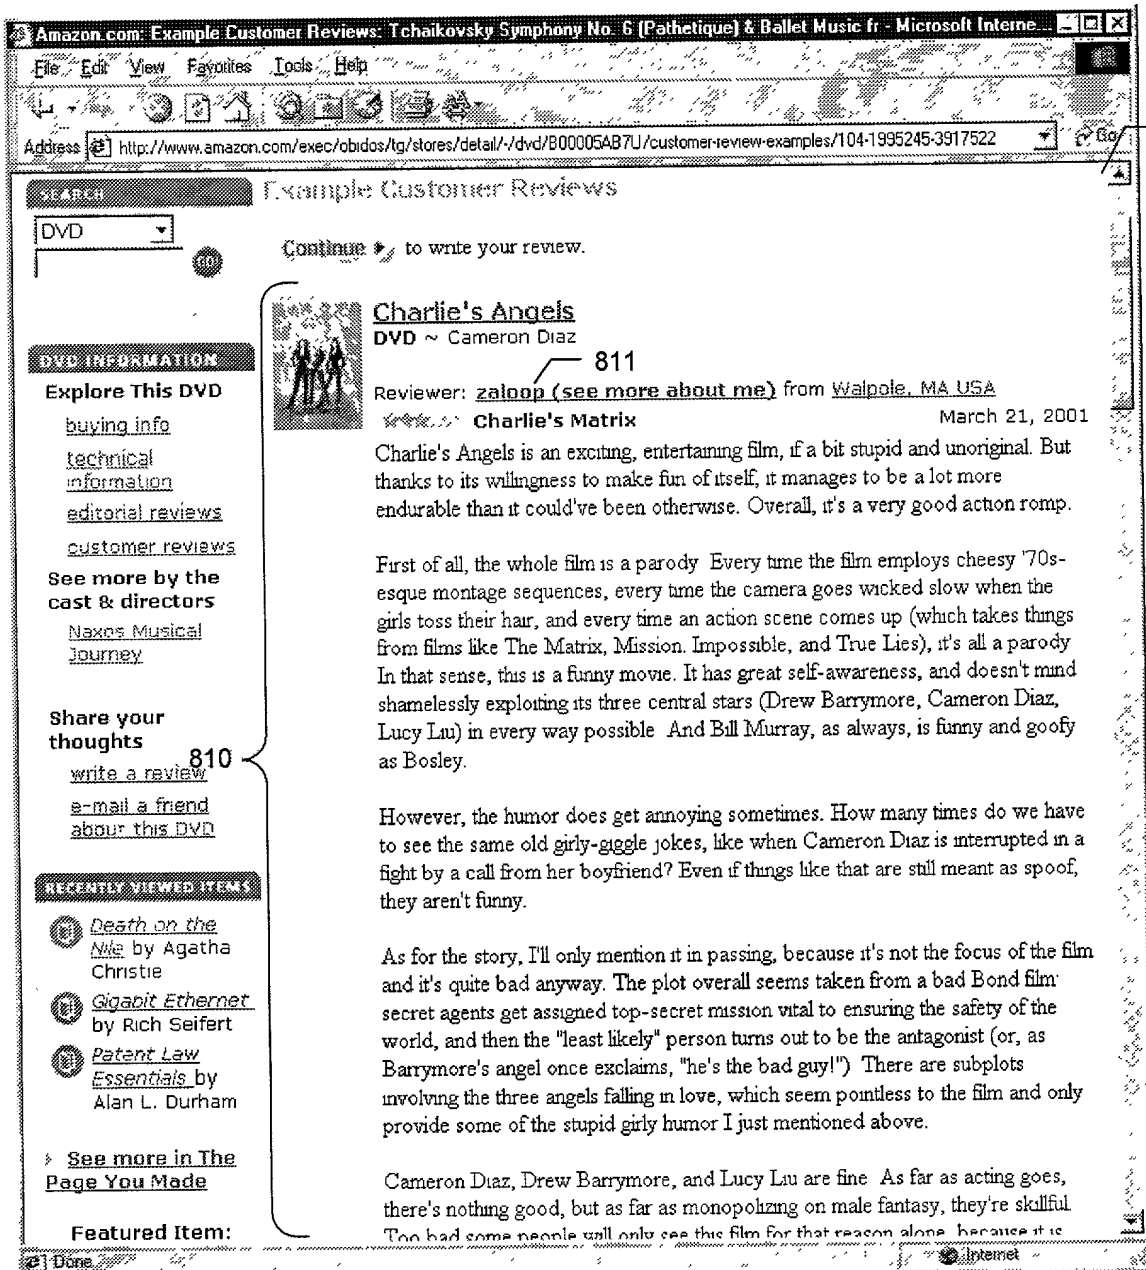 Amazon.com: Example Customer Reviews: Tchaikovsky Symphony No. 6 (Pathetique) & Ballet Music fr - Microsoft Interne...
File Edit View Favorites Tools Help
Address http://www.amazon.com/exec/obidos/tg/stores/detail/-/dvd/B00005AB7U/customer-review-examples/104-1995245-3917522 Go
SEARCH
DVD
GO
DVD INFORMATION
Explore This DVD
buying info
technical
information
editorial reviews
customer reviews
See more by the
cast & directors
Naxos Musical
Journey
Share your
thoughts
810
write a review
e-mail a friend
about this DVD
RECENTLY VIEWED ITEMS
Death on the
Nile by Agatha
Christie
Gigabit Ethernet
by Rich Seifert
Patent Law
Essentials by
Alan L. Durham
See more in The
Page You Made
Featured Item:
Example Customer Reviews
Continue to write your review.
Charlie's Angels
DVD ~ Cameron Diaz
811
Reviewer: zaloop (see more about me) from Walpole, MA USA
Charlie's Matrix March 21, 2001
Charlie's Angels is an exciting, entertaining film, if a bit stupid and unoriginal. But
thanks to its willingness to make fun of itself, it manages to be a lot more
endurable than it could've been otherwise. Overall, it's a very good action romp.
First of all, the whole film is a parody Every time the film employs cheesy '70s-
esque montage sequences, every time the camera goes wicked slow when the
girls toss their hair, and every time an action scene comes up (which takes things
from films like The Matrix, Mission. Impossible, and True Lies), it's all a parody
In that sense, this is a funny movie. It has great self-awareness, and doesn't mind
shamelessly exploiting its three central stars (Drew Barrymore, Cameron Diaz,
Lucy Liu) in every way possible And Bill Murray, as always, is funny and goofy
as Bosley.
However, the humor does get annoying sometimes. How many times do we have
to see the same old girly-giggle jokes, like when Cameron Diaz is interrupted in a
fight by a call from her boyfriend? Even if things like that are still meant as spoof,
they aren't funny.
As for the story, I'll only mention it in passing, because it's not the focus of the film
and it's quite bad anyway. The plot overall seems taken from a bad Bond film:
secret agents get assigned top-secret mission vital to ensuring the safety of the
world, and then the "least likely" person turns out to be the antagonist (or, as
Barrymore's angel once exclaims, "he's the bad guy!") There are subplots
involving the three angels falling in love, which seem pointless to the film and only
provide some of the stupid girly humor I just mentioned above.
Cameron Diaz, Drew Barrymore, and Lucy Liu are fine As far as acting goes,
there's nothing good, but as far as monopolizing on male fantasy, they're skillful
Too bad some people will only see this film for that reason alone, because it is
Done Internet